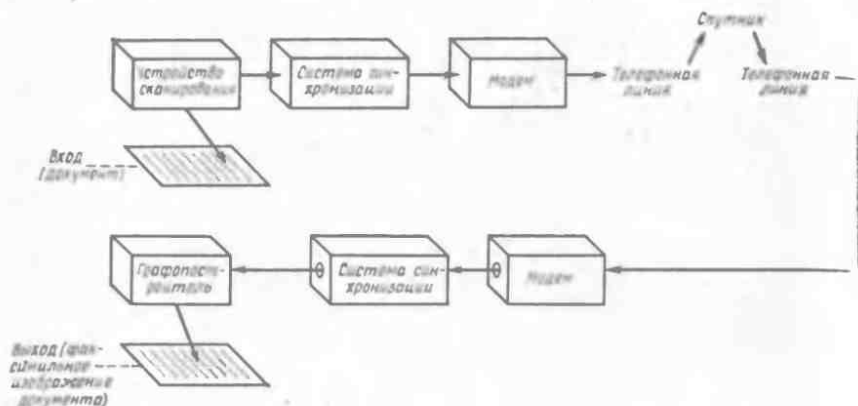 Спутник
Устройство
сканирования
Система син-
хронизации
Модем
Телефонная
линия
Телефонная
линия
Вход
(документ)
Графопост-
роитель
Система син-
хронизации
Модем
Выход (фак-
симильное
изображение
документа)